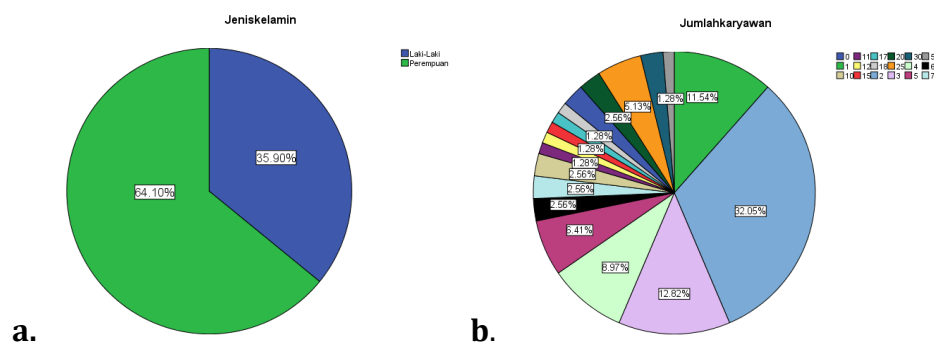 Jeniskelamin
Laki-Laki
Perempuan
35.90%
64.10%
a.
Jumlahkaryawan
0 11 17 20 30
1 12 18 25 4
10 15 2 3 5 7
11.54%
32.05%
12.82%
8.97%
6.41%
2.56%
2.56%
2.56%
1.28%
1.28%
1.28%
2.56%
5.13%
1.28%
b.